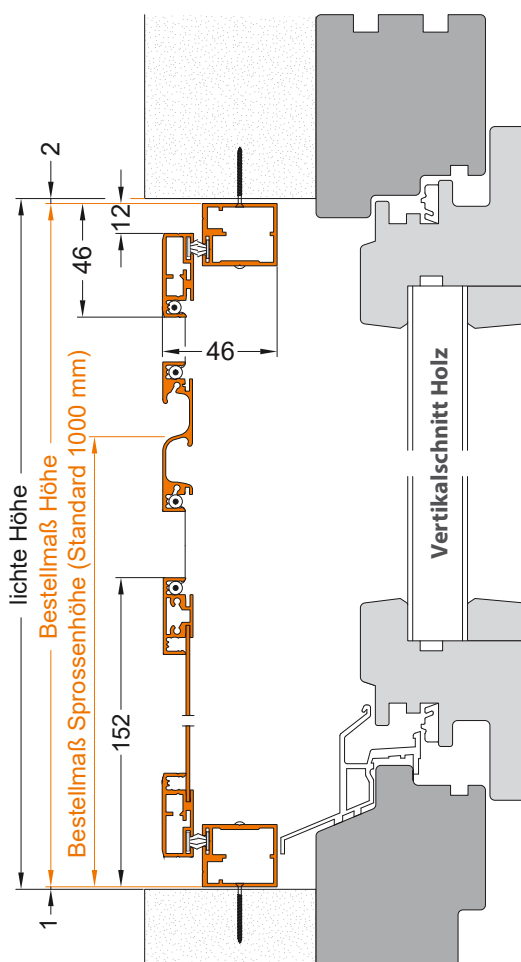 2
12
46
46
lichte Höhe
Bestellmaß Höhe
Bestellmaß Sprossenhöhe (Standard 1000 mm)
Vertikalschnitt Holz
152
1